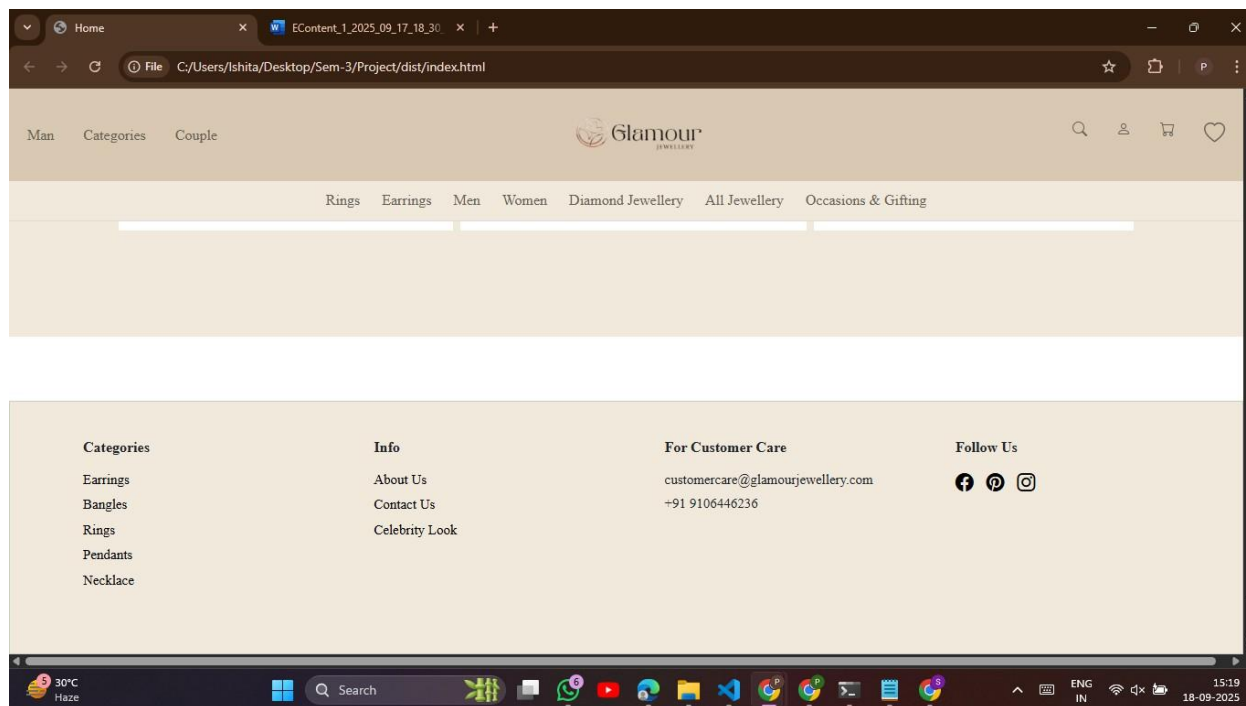 Home
EContent_1_2025_09_17_18_30_
File C:/Users/Ishita/Desktop/Sem-3/Project/dist/index.html
P
Man Categories Couple
Glamour
JEWELLERY
Rings Earrings Men Women Diamond Jewellery All Jewellery Occasions & Gifting
Categories
Earrings
Bangles
Rings
Pendants
Necklace
Info
About Us
Contact Us
Celebrity Look
For Customer Care
customercare@glamourjewellery.com
+91 9106446236
Follow Us
5
30°C
Haze
Search
6
P
P
S
ENG
IN
15:19
18-09-2025